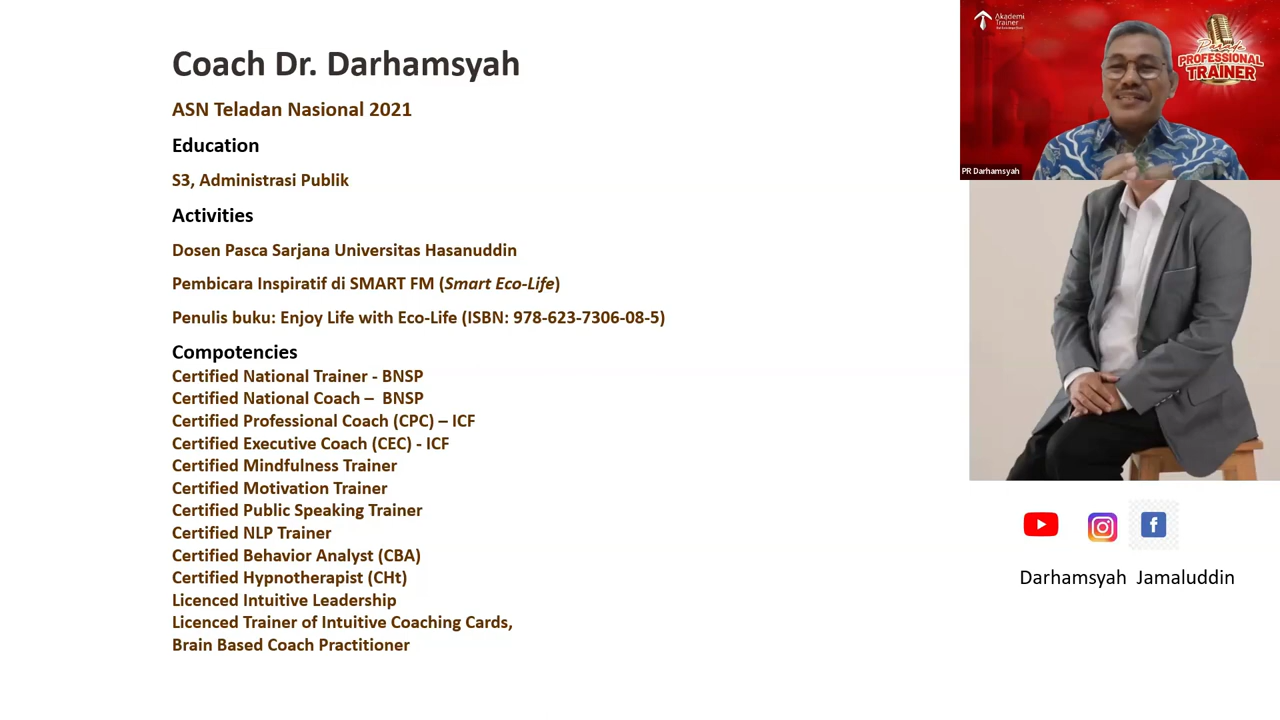 Coach Dr. Darhamsyah
ASN Teladan Nasional 2021
Education
S3, Administrasi Publik
Activities
Dosen Pasca Sarjana Universitas Hasanuddin
Pembicara Inspiratif di SMART FM (Smart Eco-Life)
Penulis buku: Enjoy Life with Eco-Life (ISBN: 978-623-7306-08-5)
Competencies
Certified National Trainer - BNSP
Certified National Coach – BNSP
Certified Professional Coach (CPC) – ICF
Certified Executive Coach (CEC) - ICF
Certified Mindfulness Trainer
Certified Motivation Trainer
Certified Public Speaking Trainer
Certified NLP Trainer
Certified Behavior Analyst (CBA)
Certified Hypnotherapist (CHt)
Licenced Intuitive Leadership
Licenced Trainer of Intuitive Coaching Cards,
Brain Based Coach Practitioner
Akademi
Trainer
Parade
PROFESSIONAL
TRAINER
PR Darhamsyah
Darhamsyah Jamaluddin